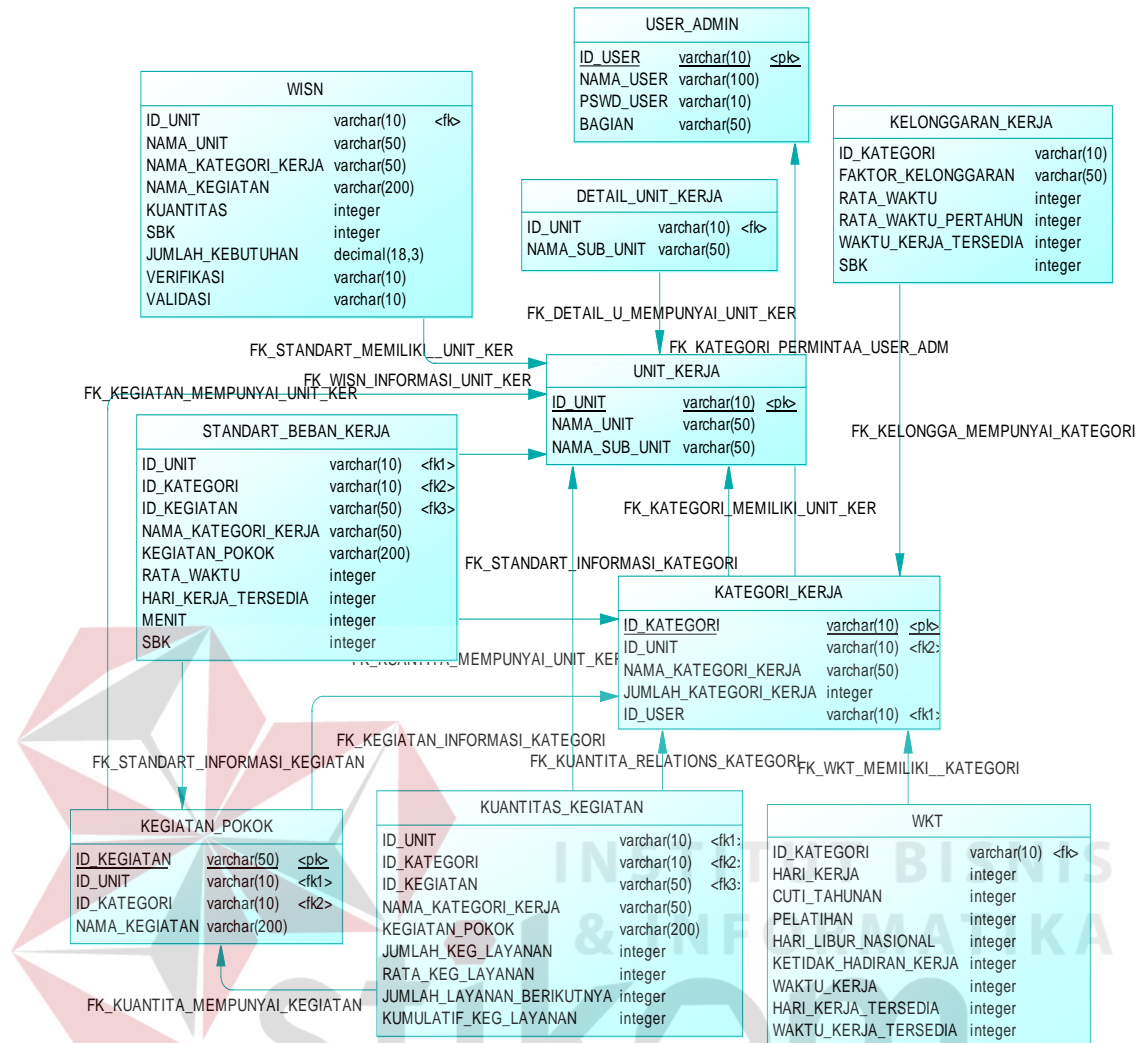 USER_ADMIN
ID_USER varchar(10) <pk>
NAMA_USER varchar(100)
PSWD_USER varchar(10)
BAGIAN varchar(50)
WISN
ID_UNIT varchar(10) <fk>
NAMA_UNIT varchar(50)
NAMA_KATEGORI_KERJA varchar(50)
NAMA_KEGIATAN varchar(200)
KUANTITAS integer
SBK integer
JUMLAH_KEBUTUHAN decimal(18,3)
VERIFIKASI varchar(10)
VALIDASI varchar(10)
KELONGGARAN_KERJA
ID_KATEGORI varchar(10)
FAKTOR_KELONGGARAN varchar(50)
RATA_WAKTU integer
RATA_WAKTU_PERTAHUN integer
WAKTU_KERJA_TERSEDIA integer
SBK integer
DETAIL_UNIT_KERJA
ID_UNIT varchar(10) <fk>
NAMA_SUB_UNIT varchar(50)
FK_DETAIL_U_MEMPUNYAI_UNIT_KER
FK_STANDART_MEMILIKI__UNIT_KER
FK_KATEGORI_PERMINTAA_USER_ADM
FK_WISN_INFORMASI_UNIT_KER
FK_KEGIATAN_MEMPUNYAI_UNIT_KER
UNIT_KERJA
ID_UNIT varchar(10) <pk>
NAMA_UNIT varchar(50)
NAMA_SUB_UNIT varchar(50)
FK_KELONGGA_MEMPUNYAI_KATEGORI
STANDART_BEBAN_KERJA
ID_UNIT varchar(10) <fk1>
ID_KATEGORI varchar(10) <fk2>
ID_KEGIATAN varchar(50) <fk3>
NAMA_KATEGORI_KERJA varchar(50)
KEGIATAN_POKOK varchar(200)
RATA_WAKTU integer
HARI_KERJA_TERSEDIA integer
MENIT integer
SBK integer
FK_KATEGORI_MEMILIKI_UNIT_KER
FK_STANDART_INFORMASI_KATEGORI
KATEGORI_KERJA
ID_KATEGORI varchar(10) <pk>
ID_UNIT varchar(10) <fk2>
NAMA_KATEGORI_KERJA varchar(50)
JUMLAH_KATEGORI_KERJA integer
ID_USER varchar(10) <fk1>
FK_KUANTITA_MEMPUNYAI_UNIT_KER
FK_KEGIATAN_INFORMASI_KATEGORI
FK_STANDART_INFORMASI_KEGIATAN
FK_KUANTITA_RELATIONS_KATEGORI
FK_WKT_MEMILIKI__KATEGORI
KEGIATAN_POKOK
ID_KEGIATAN varchar(50) <pk>
ID_UNIT varchar(10) <fk1>
ID_KATEGORI varchar(10) <fk2>
NAMA_KEGIATAN varchar(200)
FK_KUANTITA_MEMPUNYAI_KEGIATAN
KUANTITAS_KEGIATAN
ID_UNIT varchar(10) <fk1>
ID_KATEGORI varchar(10) <fk2>
ID_KEGIATAN varchar(50) <fk3>
NAMA_KATEGORI_KERJA varchar(50)
KEGIATAN_POKOK varchar(200)
JUMLAH_KEG_LAYANAN integer
RATA_KEG_LAYANAN integer
JUMLAH_LAYANAN_BERIKUTNYA integer
KUMULATIF_KEG_LAYANAN integer
WKT
ID_KATEGORI varchar(10) <fk>
HARI_KERJA integer
CUTI_TAHUNAN integer
PELATIHAN integer
HARI_LIBUR_NASIONAL integer
KETIDAK_HADIRAN_KERJA integer
WAKTU_KERJA integer
HARI_KERJA_TERSEDIA integer
WAKTU_KERJA_TERSEDIA integer
INSTITUT BISNIS
& INFORMATIKA
stikom